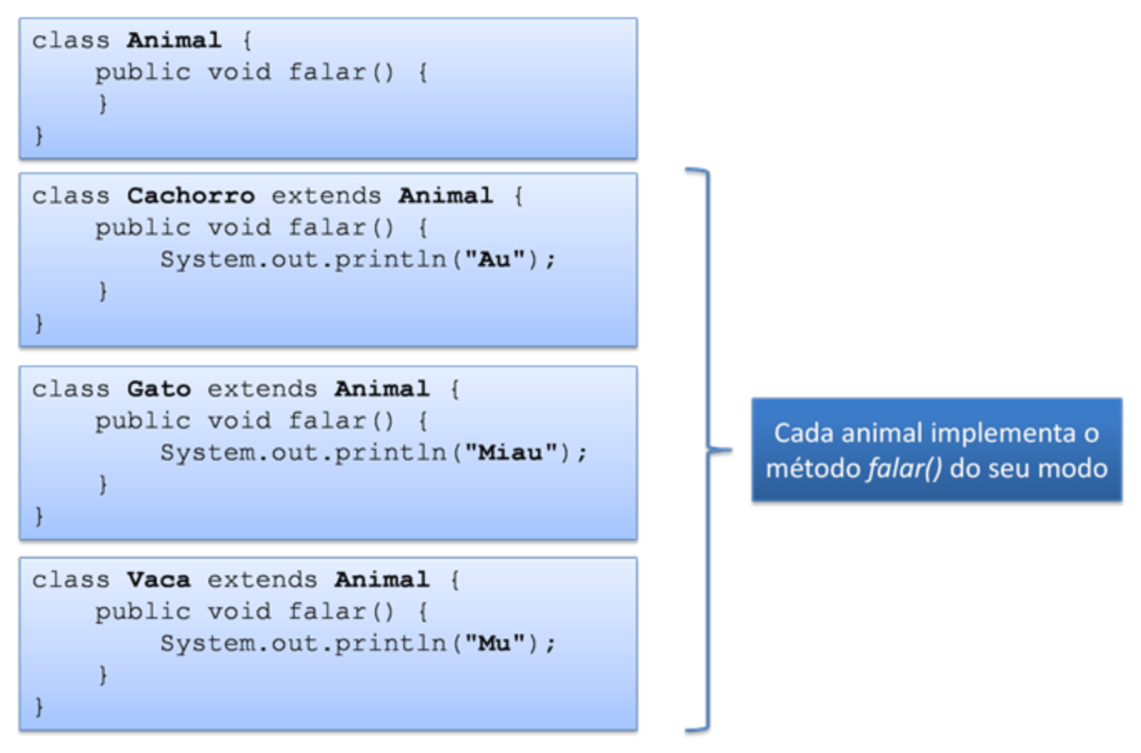 class Animal {
    public void falar() {
    }
}
class Cachorro extends Animal {
    public void falar() {
        System.out.println("Au");
    }
}
class Gato extends Animal {
    public void falar() {
        System.out.println("Miau");
    }
}
class Vaca extends Animal {
    public void falar() {
        System.out.println("Mu");
    }
}
Cada animal implementa o
método falar() do seu modo